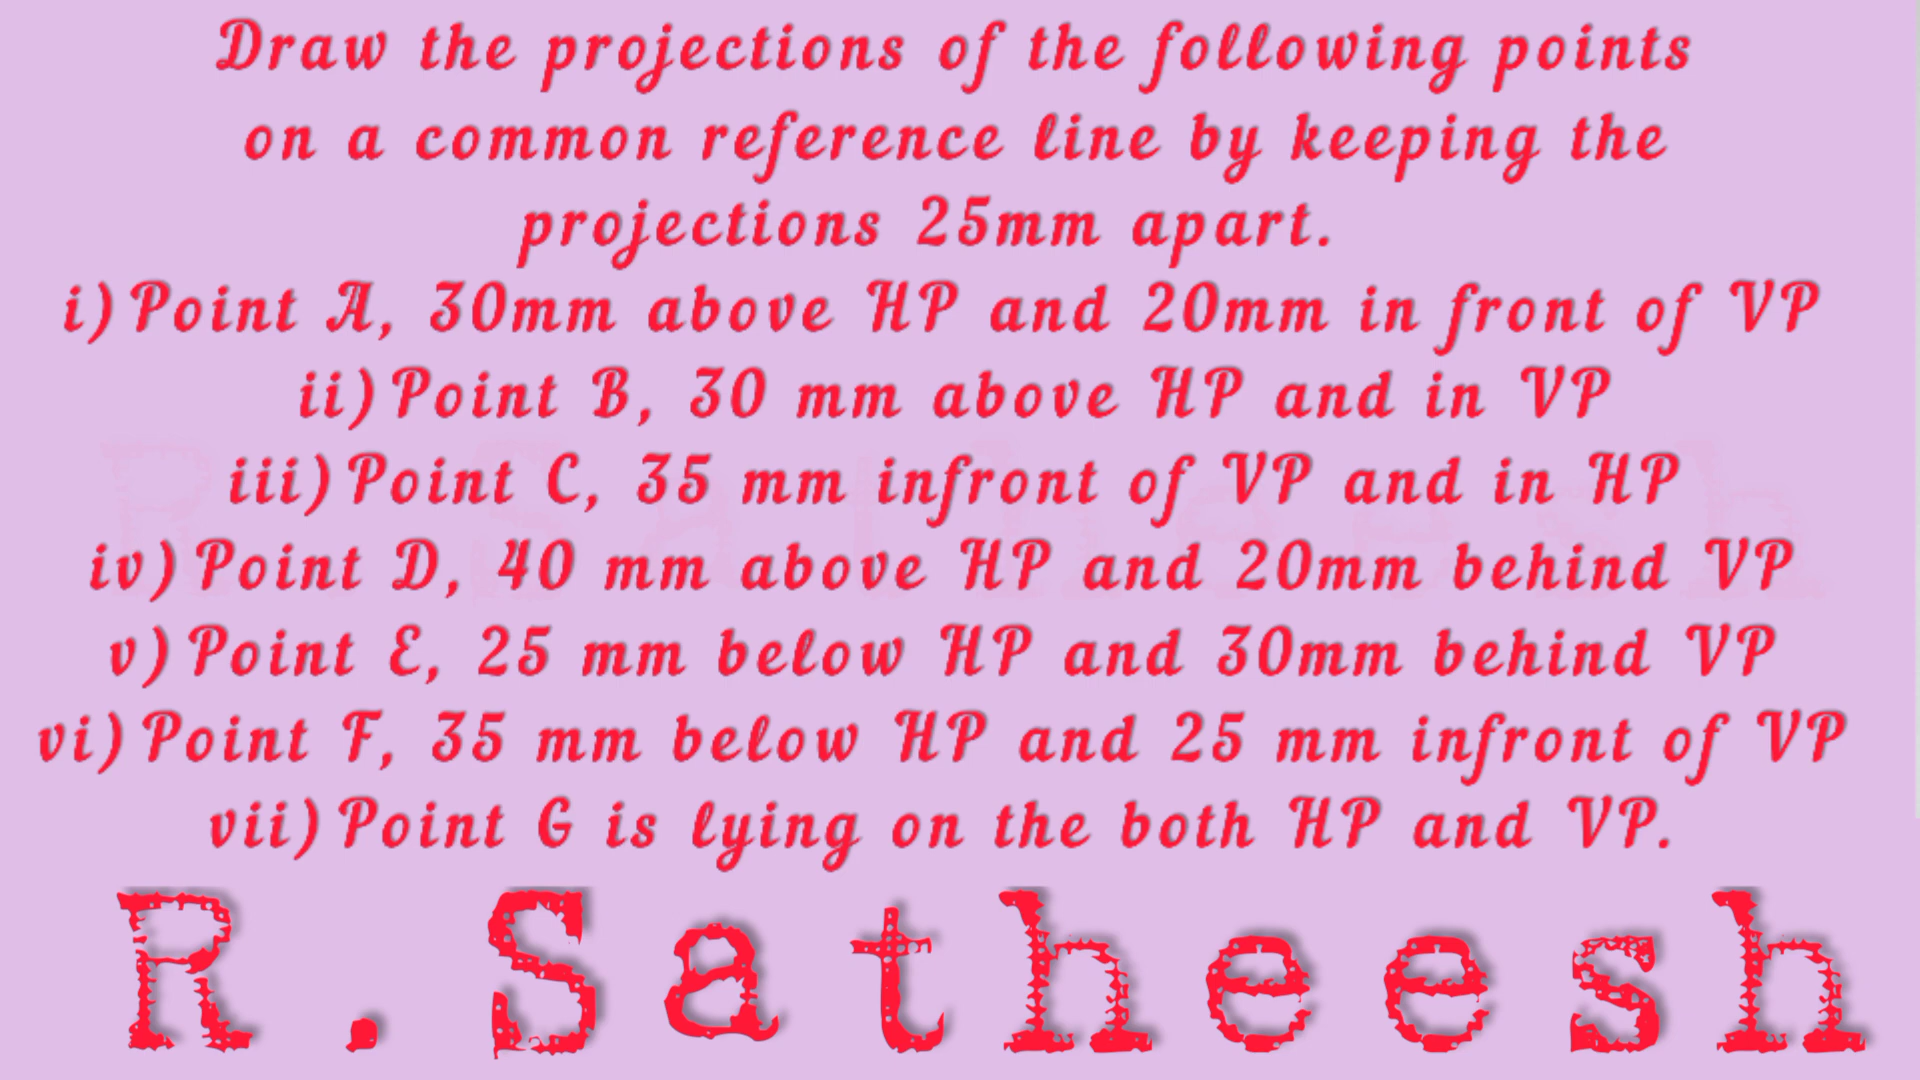 Draw the projections of the following points
on a common reference line by keeping the
projections 25mm apart.
i) Point A, 30mm above HP and 20mm in front of VP
ii) Point B, 30 mm above HP and in VP
iii) Point C, 35 mm infront of VP and in HP
iv) Point D, 40 mm above HP and 20mm behind VP
v) Point E, 25 mm below HP and 30mm behind VP
vi) Point F, 35 mm below HP and 25 mm infront of VP
vii) Point G is lying on the both HP and VP.
R.Satheesh